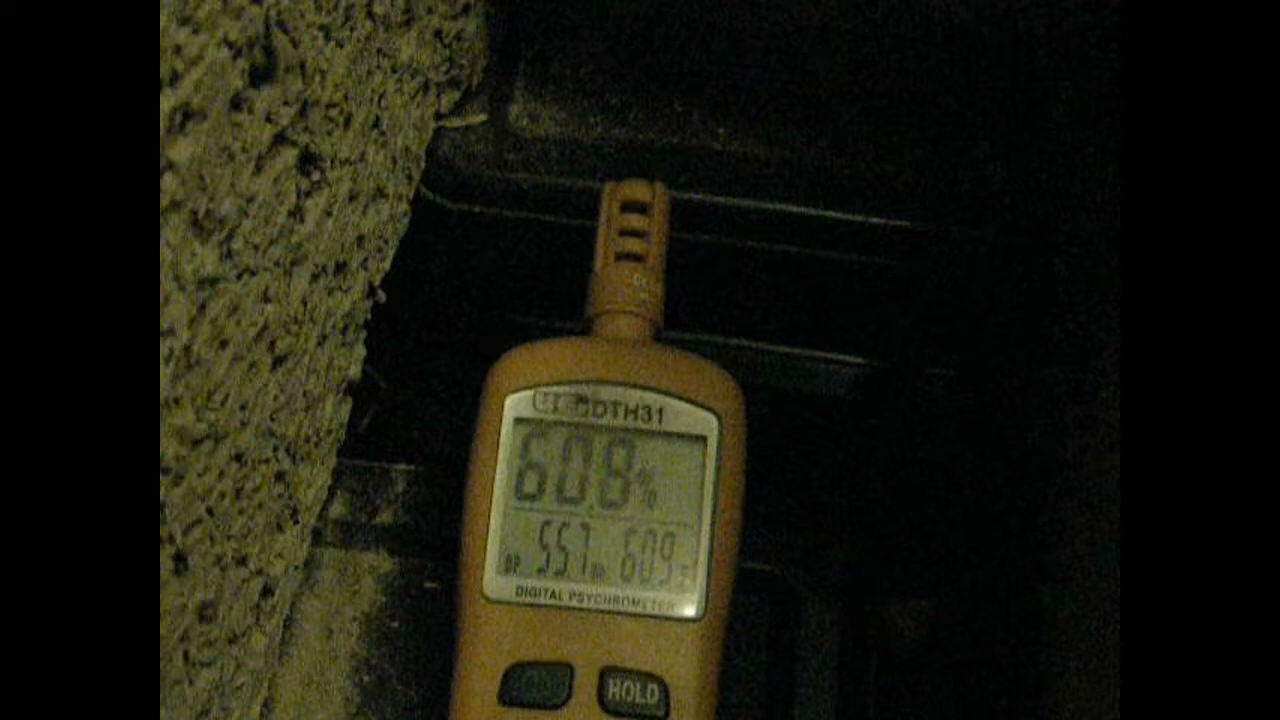 DTH31
60.8%
DP 55.7 60.9
DIGITAL PSYCHROMETER
HOLD